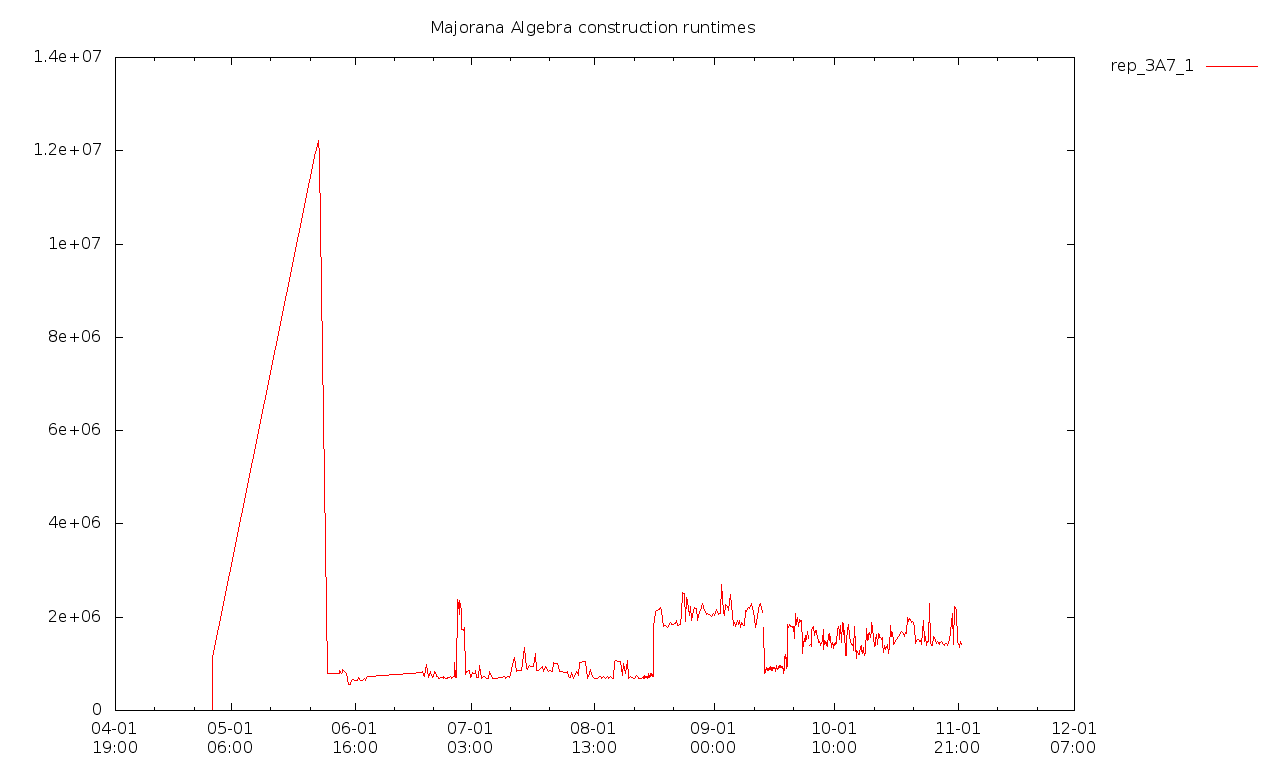 Majorana Algebra construction runtimes
rep_3A7_1
1.4e+07
1.2e+07
1e+07
8e+06
6e+06
4e+06
2e+06
0
04-01 05-01 06-01 07-01 08-01 09-01 10-01 11-01 12-01
19:00 06:00 16:00 03:00 13:00 00:00 10:00 21:00 07:00